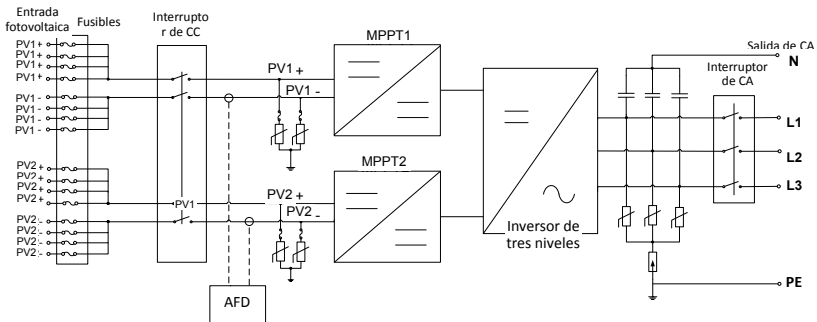 Entrada
fotovoltaica
Fusibles
Interrupto
r de CC
PV1+
PV1+
PV1+
PV1+
PV1-
PV1-
PV1-
PV1-
PV2+
PV2+
PV2+
PV2+
PV2-
PV2-
PV2-
PV2-
PV1
PV1 +
PV1 -
PV2 +
PV2 -
AFD
MPPT1
MPPT2
Inversor de
tres niveles
Salida de CA
Interruptor
de CA
N
L1
L2
L3
PE